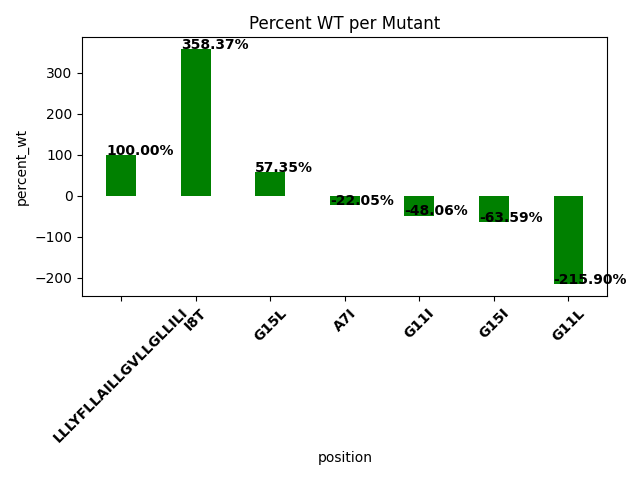 Percent WT per Mutant
percent_wt
300
200
100
0
−100
−200
100.00%
358.37%
57.35%
-22.05%
-48.06%
-63.59%
-215.90%
LLLYFLLAILLGVLLGLLILI
I8T
G15L
A7I
G11I
G15I
G11L
position